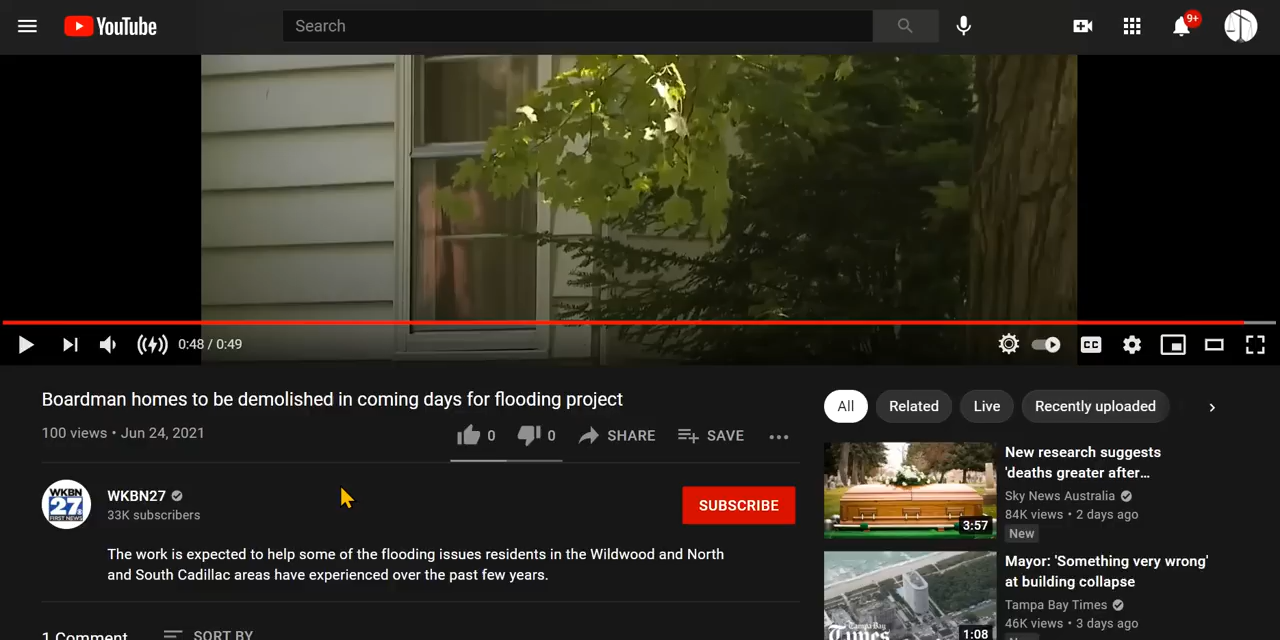 YouTube
Search
9+
0:48 / 0:49
CC
Boardman homes to be demolished in coming days for flooding project
100 views • Jun 24, 2021
0
0
SHARE
SAVE
WKBN
27
FIRST NEWS
WKBN27
33K subscribers
SUBSCRIBE
The work is expected to help some of the flooding issues residents in the Wildwood and North
and South Cadillac areas have experienced over the past few years.
1 Comment
SORT BY
All
Related
Live
Recently uploaded
3:57
New research suggests
'deaths greater after…
Sky News Australia
84K views • 2 days ago
New
Tampa Bay
Times
1:08
Mayor: 'Something very wrong'
at building collapse
Tampa Bay Times
46K views • 3 days ago